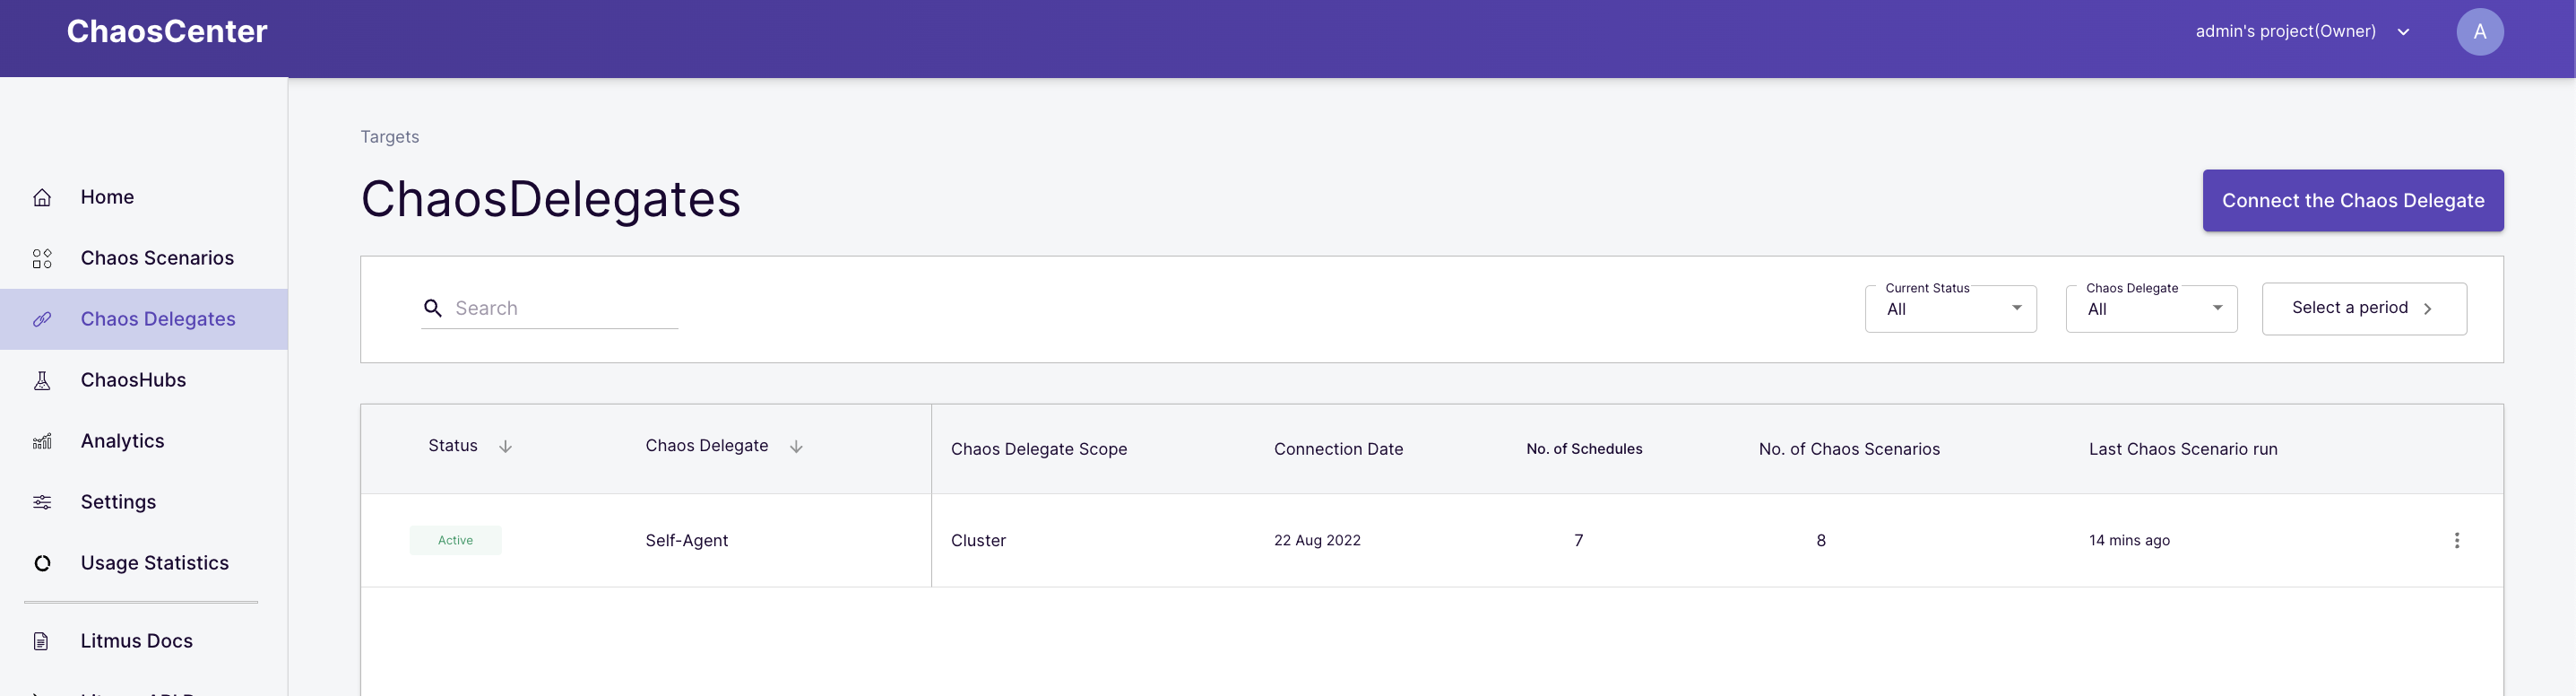 ChaosCenter
admin's project(Owner)
A
Home
Chaos Scenarios
Chaos Delegates
ChaosHubs
Analytics
Settings
Usage Statistics
Litmus Docs
Targets
ChaosDelegates
Connect the Chaos Delegate
Search
Current Status
All
Chaos Delegate
All
Select a period
Status Chaos Delegate Chaos Delegate Scope Connection Date No. of Schedules No. of Chaos Scenarios Last Chaos Scenario run
Active Self-Agent Cluster 22 Aug 2022 7 8 14 mins ago